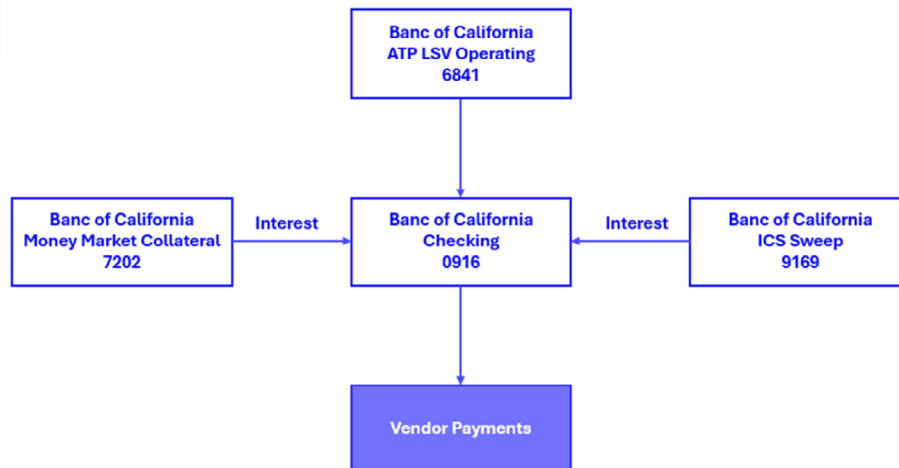 Banc of California
ATP LSV Operating
6841
Banc of California
Money Market Collateral
7202
Interest
Banc of California
Checking
0916
Interest
Banc of California
ICS Sweep
9169
Vendor Payments